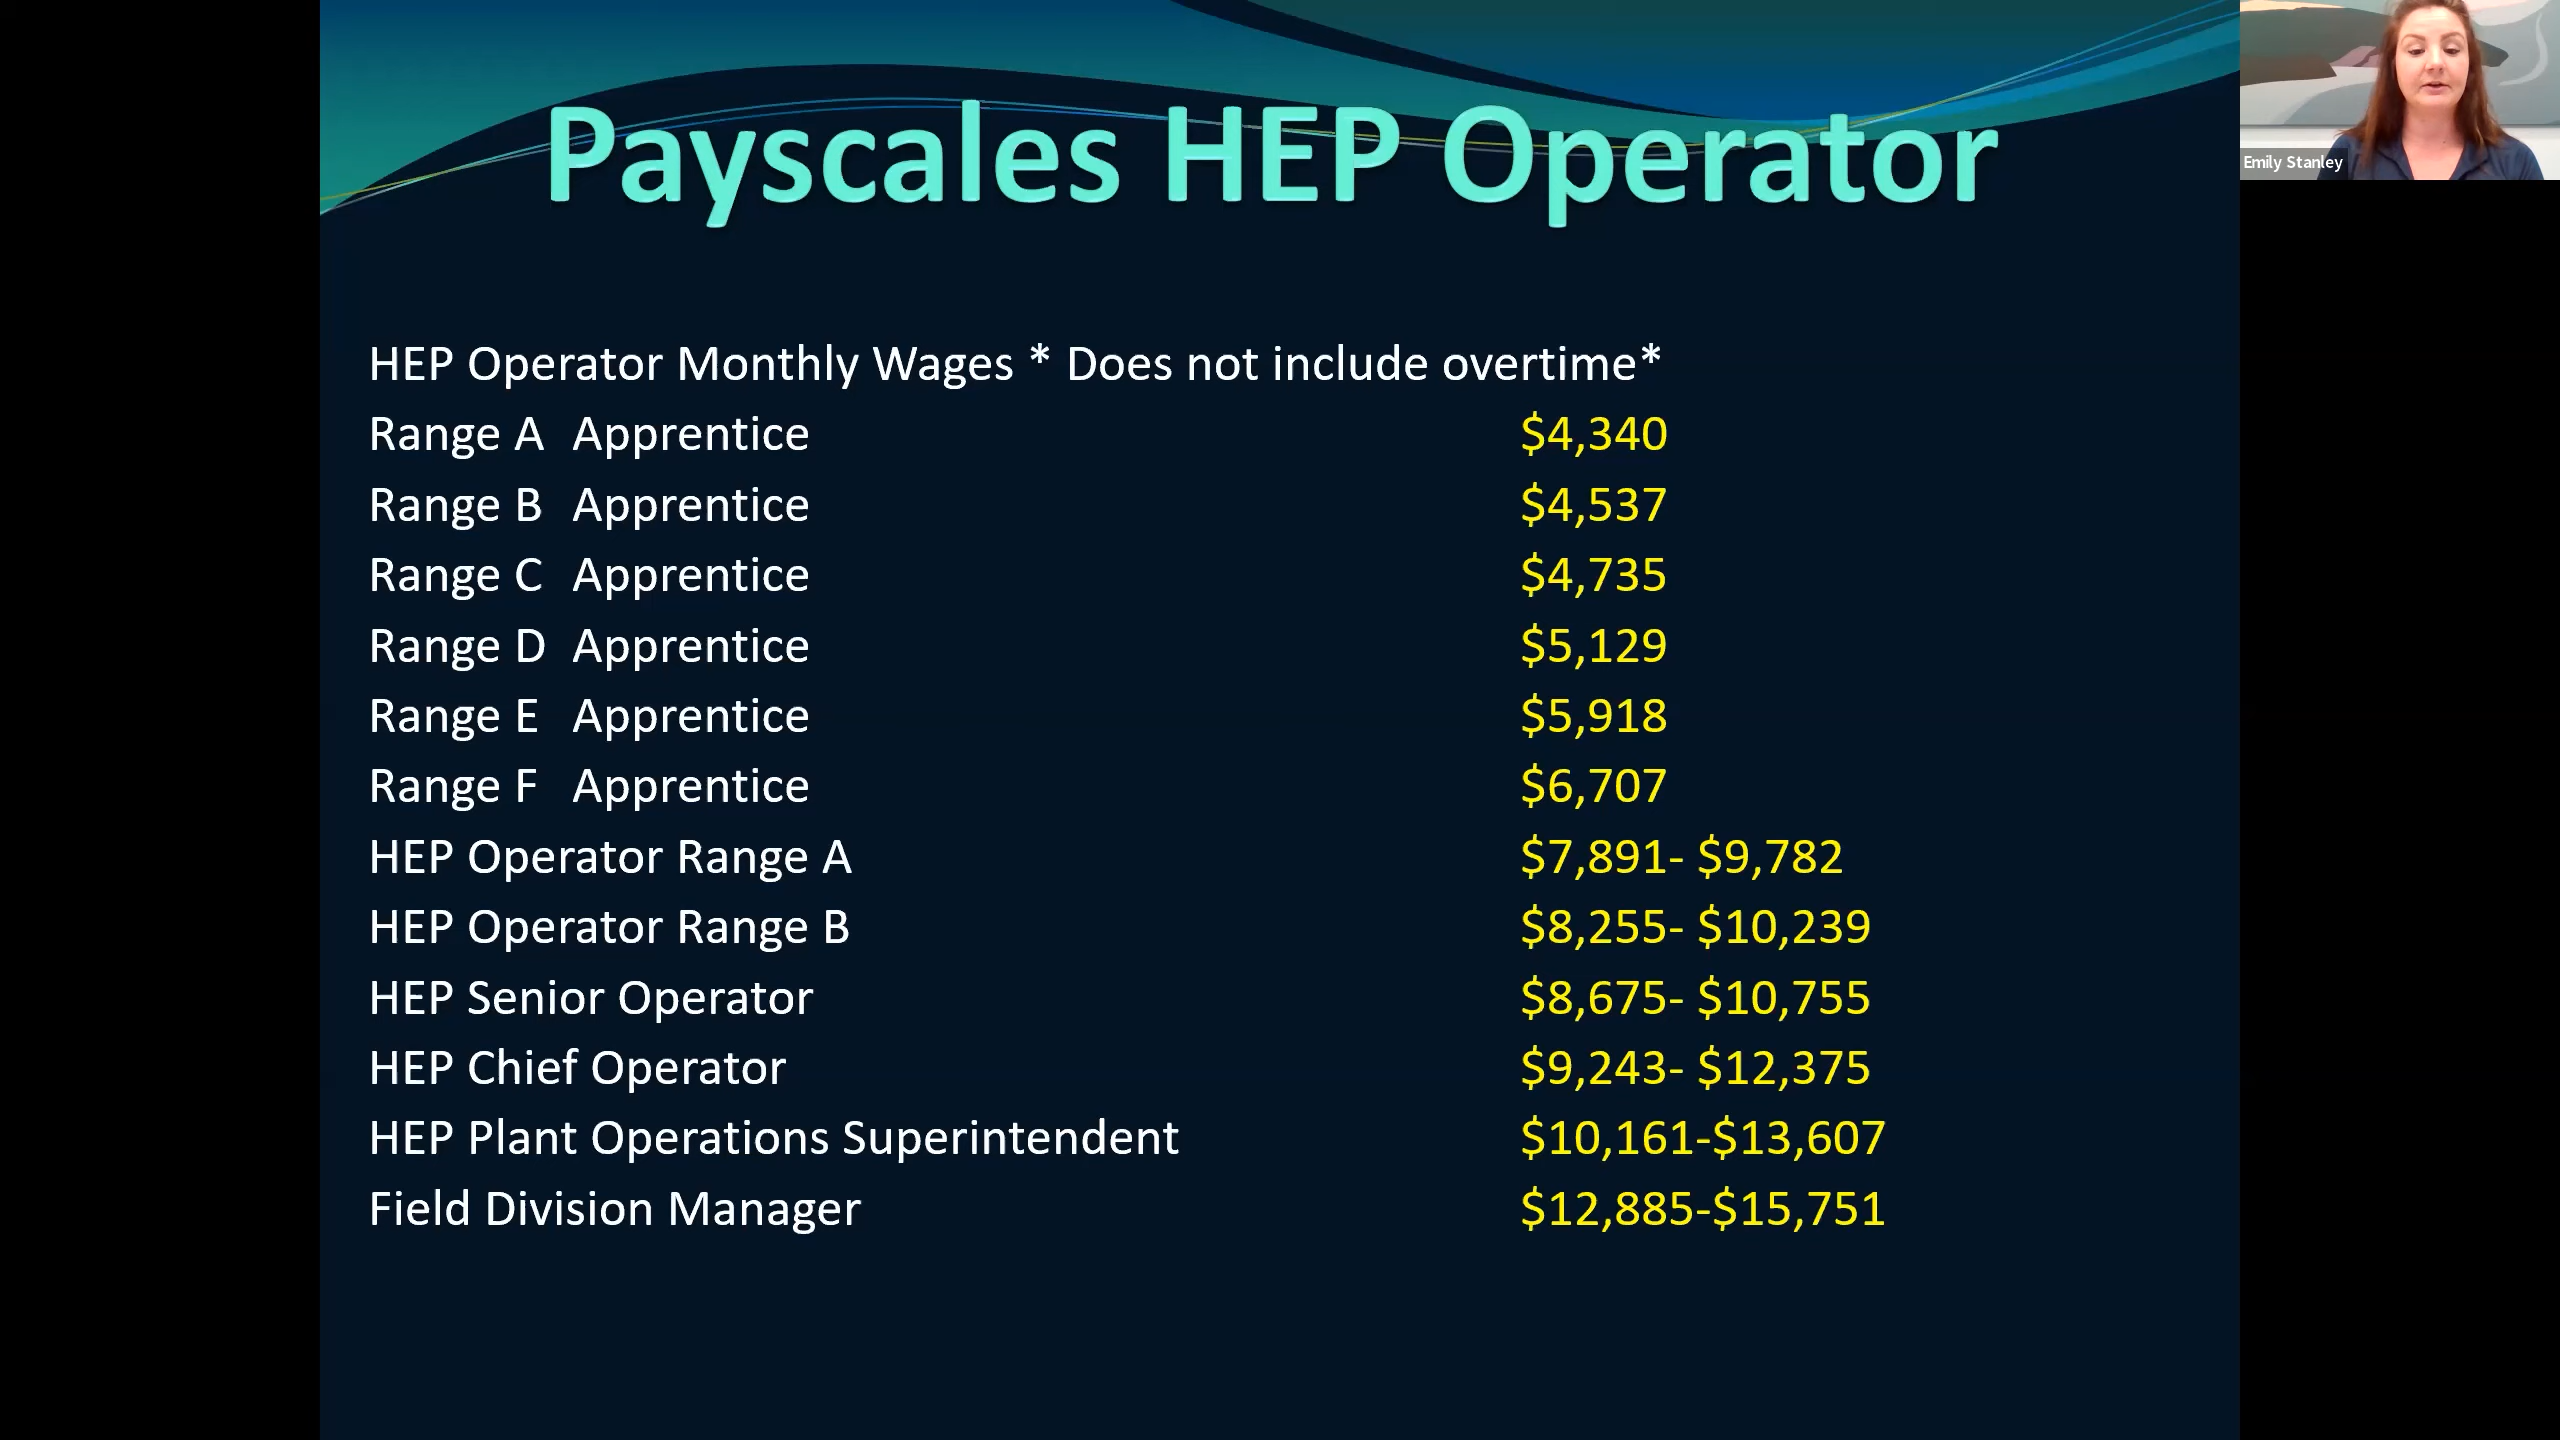 Payscales HEP Operator
Emily Stanley
HEP Operator Monthly Wages * Does not include overtime*
Range A Apprentice $4,340
Range B Apprentice $4,537
Range C Apprentice $4,735
Range D Apprentice $5,129
Range E Apprentice $5,918
Range F Apprentice $6,707
HEP Operator Range A $7,891- $9,782
HEP Operator Range B $8,255- $10,239
HEP Senior Operator $8,675- $10,755
HEP Chief Operator $9,243- $12,375
HEP Plant Operations Superintendent $10,161-$13,607
Field Division Manager $12,885-$15,751